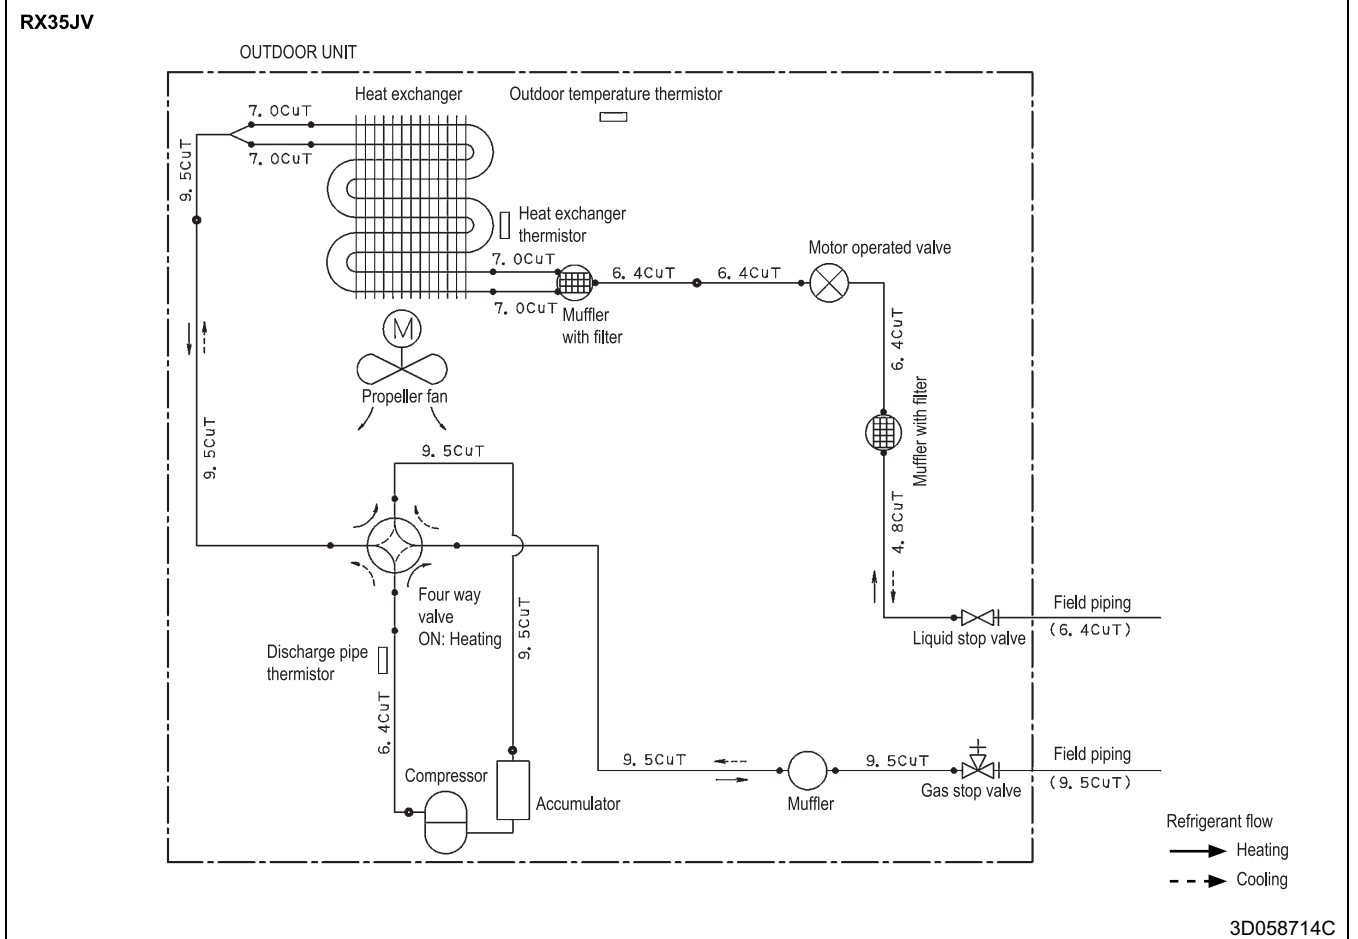 RX35JV
OUTDOOR UNIT
Heat exchanger
Outdoor temperature thermistor
7. 0CuT
7. 0CuT
9. 5CuT
Heat exchanger
thermistor
7. 0CuT
7. 0CuT
6. 4CuT
6. 4CuT
Motor operated valve
Muffler
with filter
M
Propeller fan
6. 4CuT
Muffler with filter
9. 5CuT
9. 5CuT
4. 8CuT
Four way
valve
ON: Heating
9. 5CuT
Discharge pipe
thermistor
6. 4CuT
Field piping
(6. 4CuT)
Liquid stop valve
Compressor
Accumulator
9. 5CuT
Muffler
9. 5CuT
Gas stop valve
Field piping
(9. 5CuT)
Refrigerant flow
Heating
Cooling
3D058714C